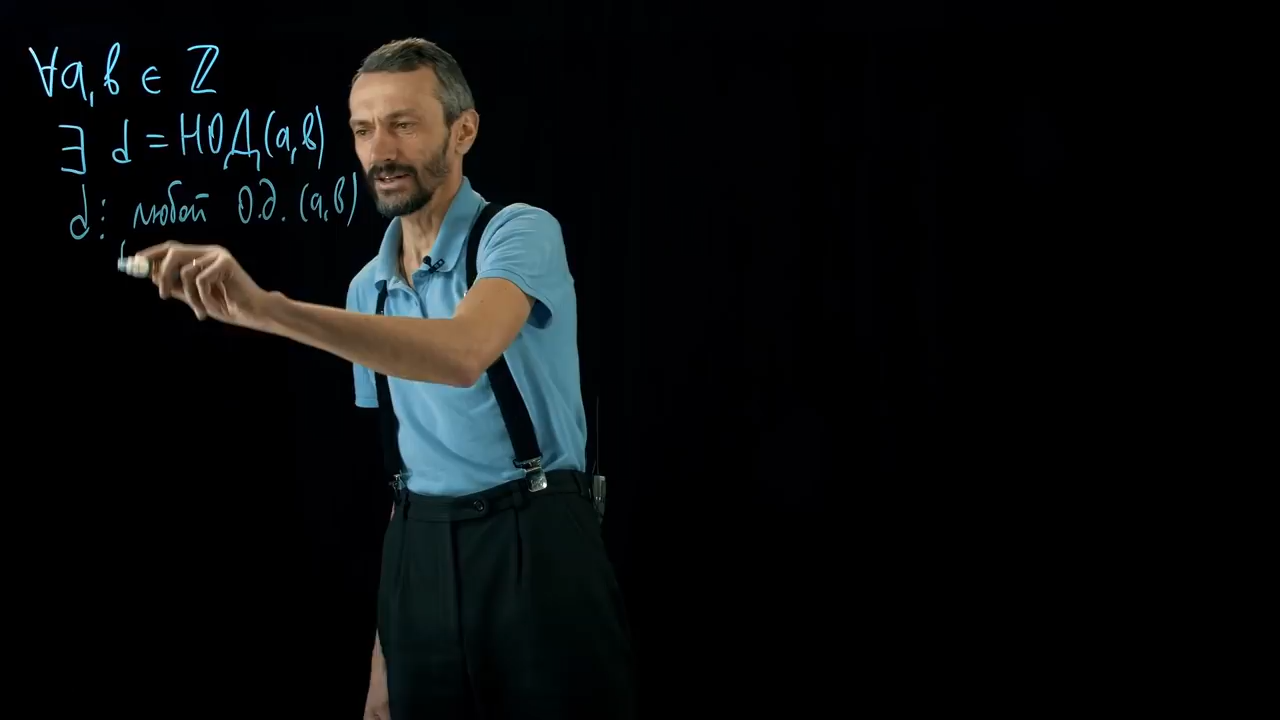 ∀a,b ∈ ℤ
∃ d = НОД(a,b)
d ⋮ любой О.д. (a,b)